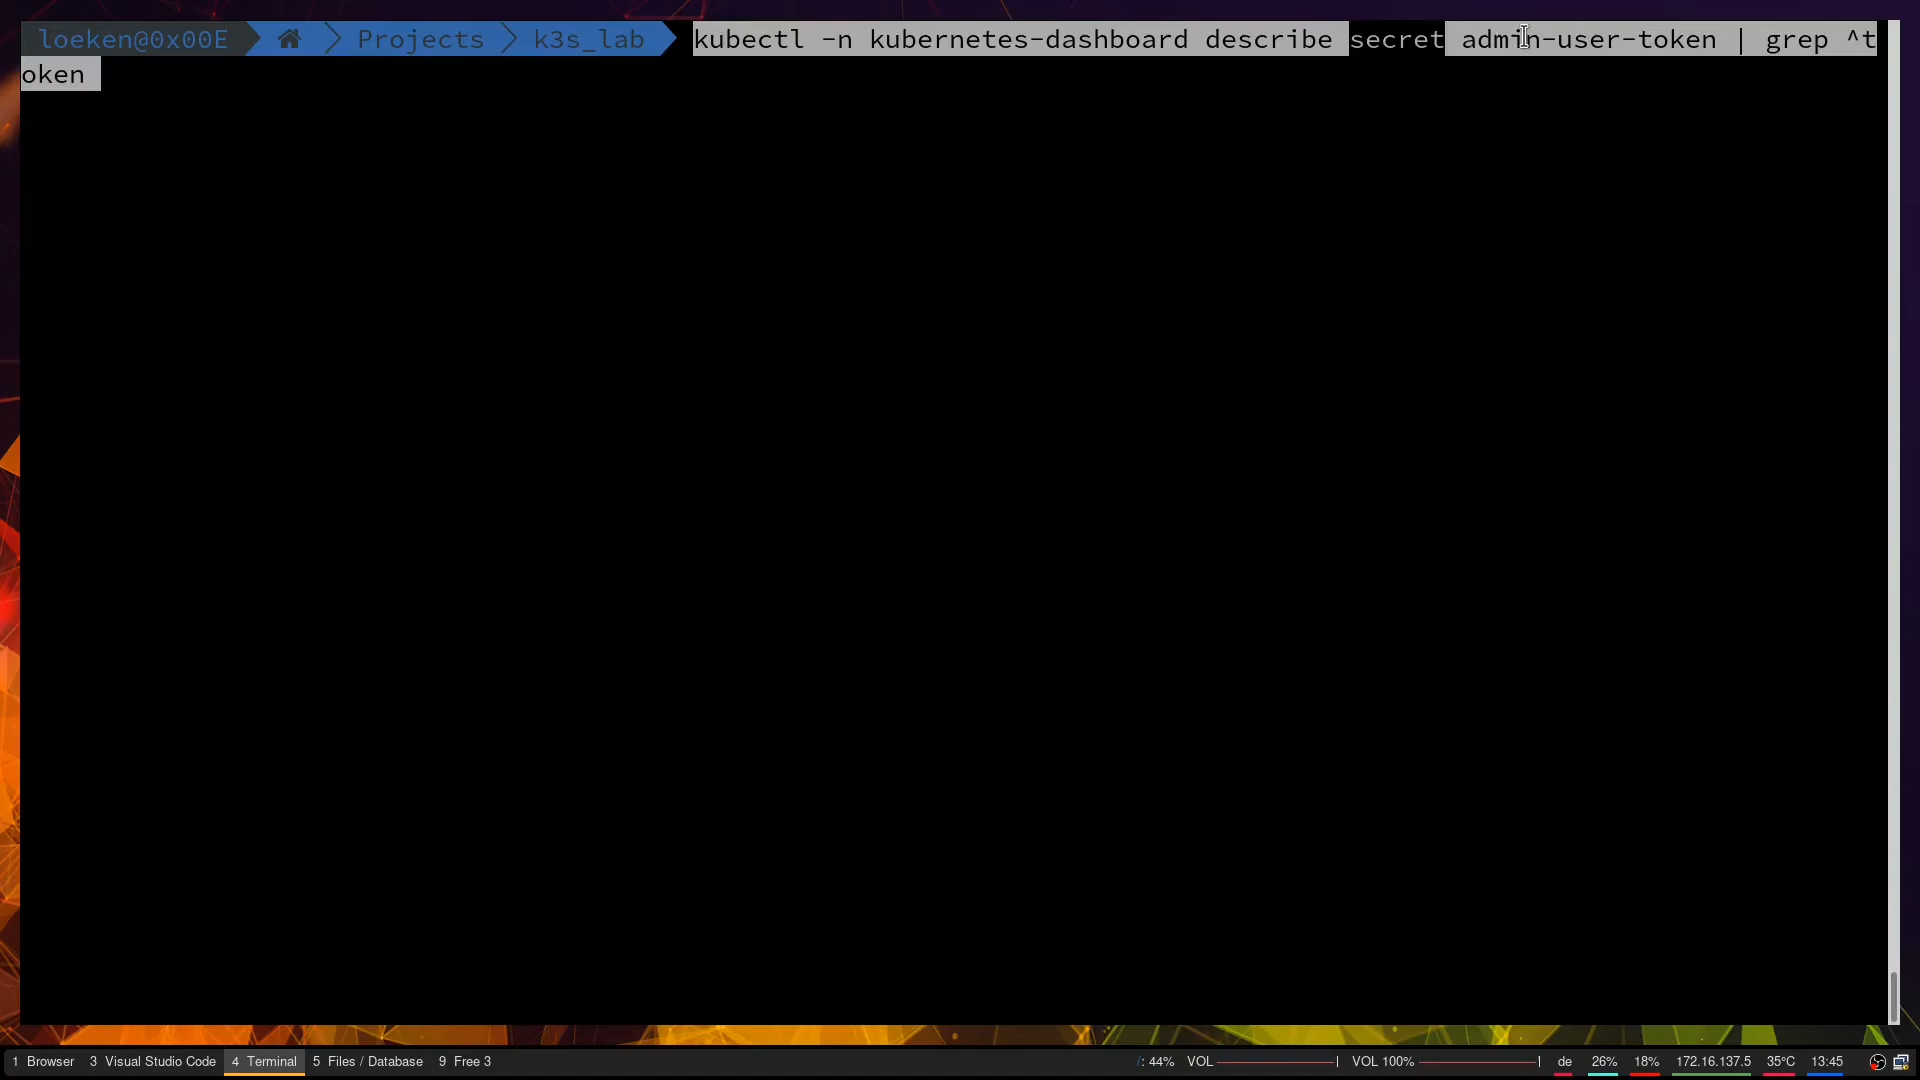 loeken@0x00E Projects k3s_lab kubectl -n kubernetes-dashboard describe secret admin-user-token | grep ^t
oken
1 Browser 3 Visual Studio Code 4 Terminal 5 Files / Database 9 Free 3 /: 44% VOL VOL 100% de 26% 18% 172.16.137.5 35°C 13:45